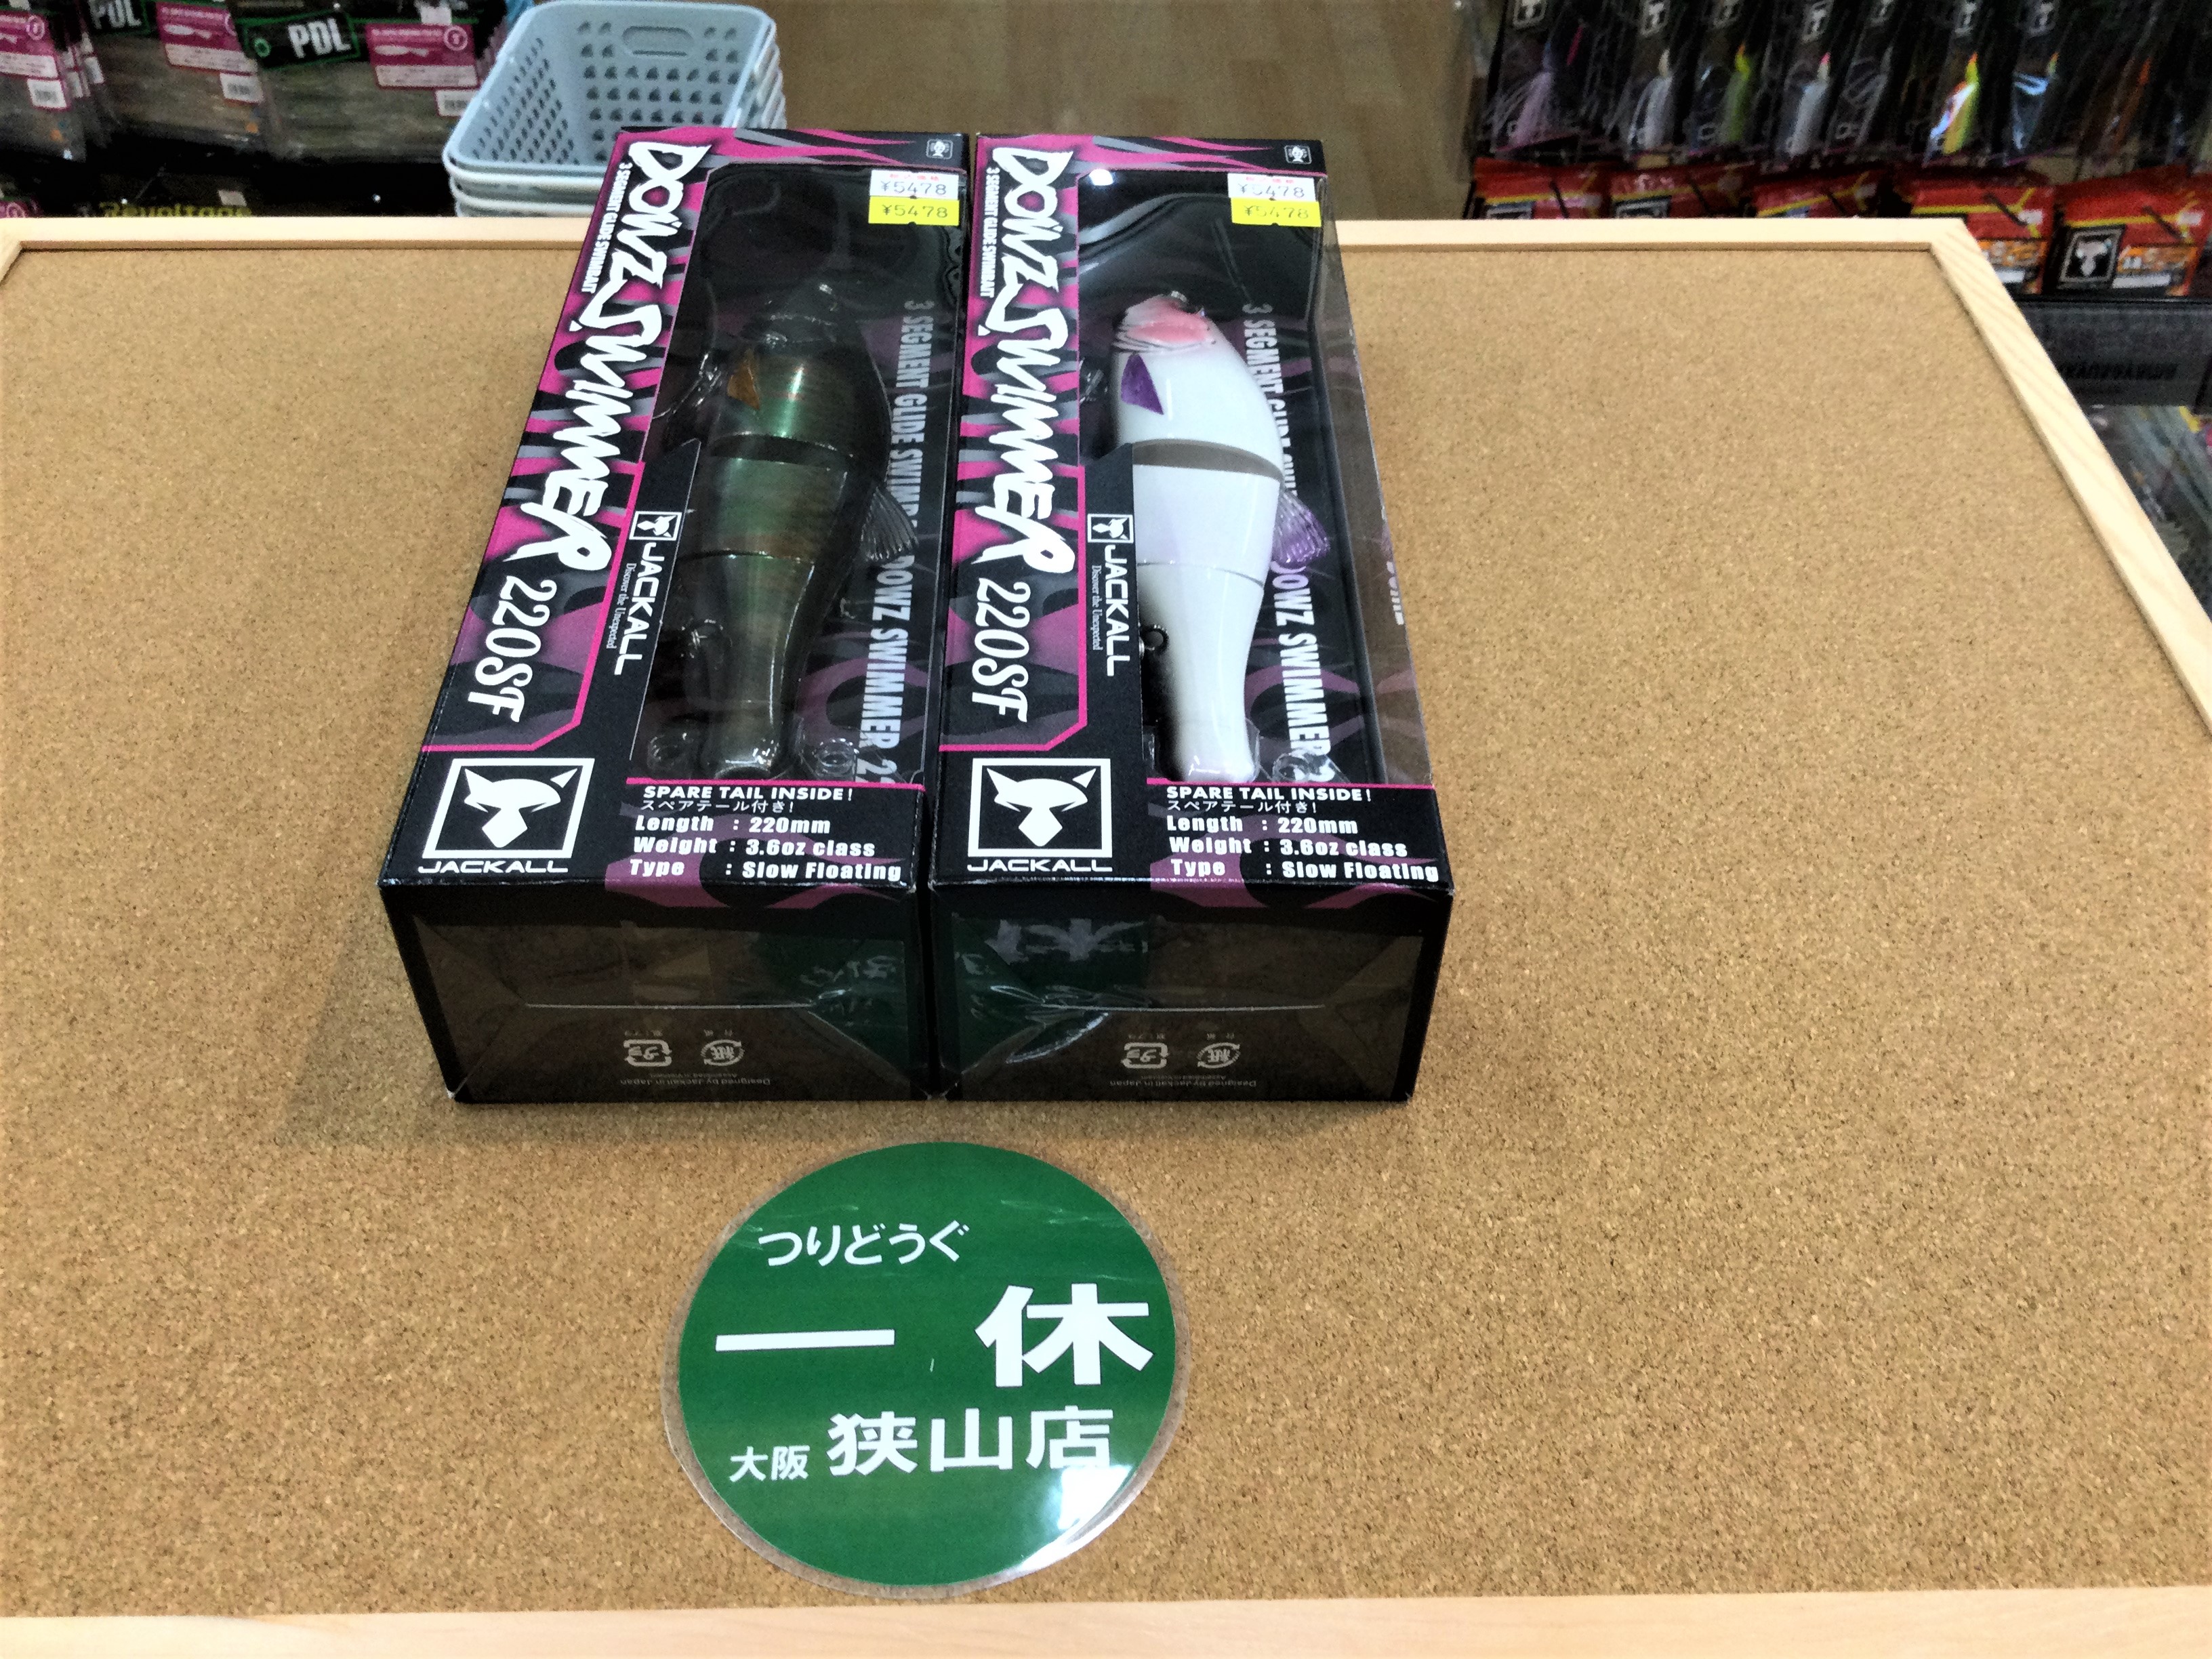 PDL
PDL
DOWZ SWIMMER 220SF
3 SEGMENT GLIDE SWIMBAIT
¥5478
¥5478
3 SEGMENT GLIDE SWIMB
DOWZ SWIMMER 22
JACKALL
Discover the Unexpected
JACKALL
SPARE TAIL INSIDE!
スペアテール付き!
Length : 220mm
Weight : 3.6oz class
Type : Slow Floating
Designed by Jackall in Japan
DOWZ SWIMMER 220SF
3 SEGMENT GLIDE SWIMBAIT
¥5478
¥5478
3 SEGMENT
DOWZ SWIMMER 2
JACKALL
Discover the Unexpected
JACKALL
SPARE TAIL INSIDE!
スペアテール付き!
Length : 220mm
Weight : 3.6oz class
Type : Slow Floating
Designed by Jackall in Japan
つりどうぐ
一休
大阪 狭山店